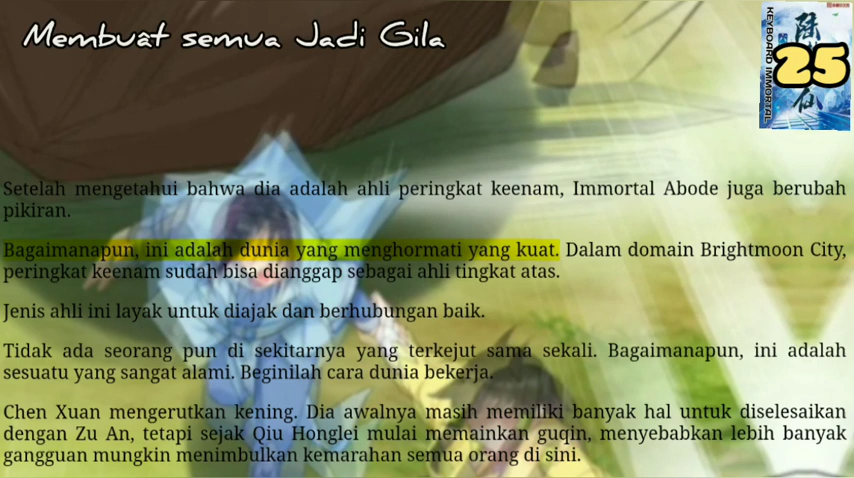 Membuat semua Jadi Gila
KEYBOARD IMMORTAL
25
Setelah mengetahui bahwa dia adalah ahli peringkat keenam, Immortal Abode juga berubah
pikiran.
Bagaimanapun, ini adalah dunia yang menghormati yang kuat. Dalam domain Brightmoon City,
peringkat keenam sudah bisa dianggap sebagai ahli tingkat atas.
Jenis ahli ini layak untuk diajak dan berhubungan baik.
Tidak ada seorang pun di sekitarnya yang terkejut sama sekali. Bagaimanapun, ini adalah
sesuatu yang sangat alami. Beginilah cara dunia bekerja.
Chen Xuan mengerutkan kening. Dia awalnya masih memiliki banyak hal untuk diselesaikan
dengan Zu An, tetapi sejak Qiu Honglei mulai memainkan guqin, menyebabkan lebih banyak
gangguan mungkin menimbulkan kemarahan semua orang di sini.